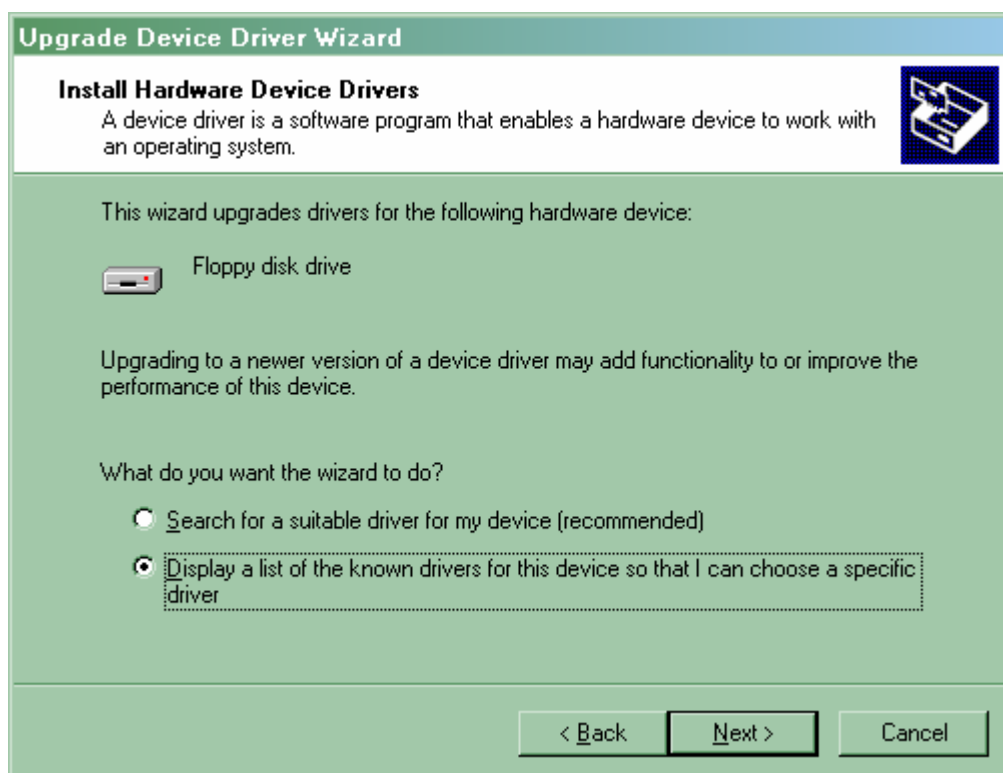 Upgrade Device Driver Wizard
Install Hardware Device Drivers
A device driver is a software program that enables a hardware device to work with
an operating system.
This wizard upgrades drivers for the following hardware device:
Floppy disk drive
Upgrading to a newer version of a device driver may add functionality to or improve the
performance of this device.
What do you want the wizard to do?
Search for a suitable driver for my device (recommended)
Display a list of the known drivers for this device so that I can choose a specific
driver
< Back
Next >
Cancel